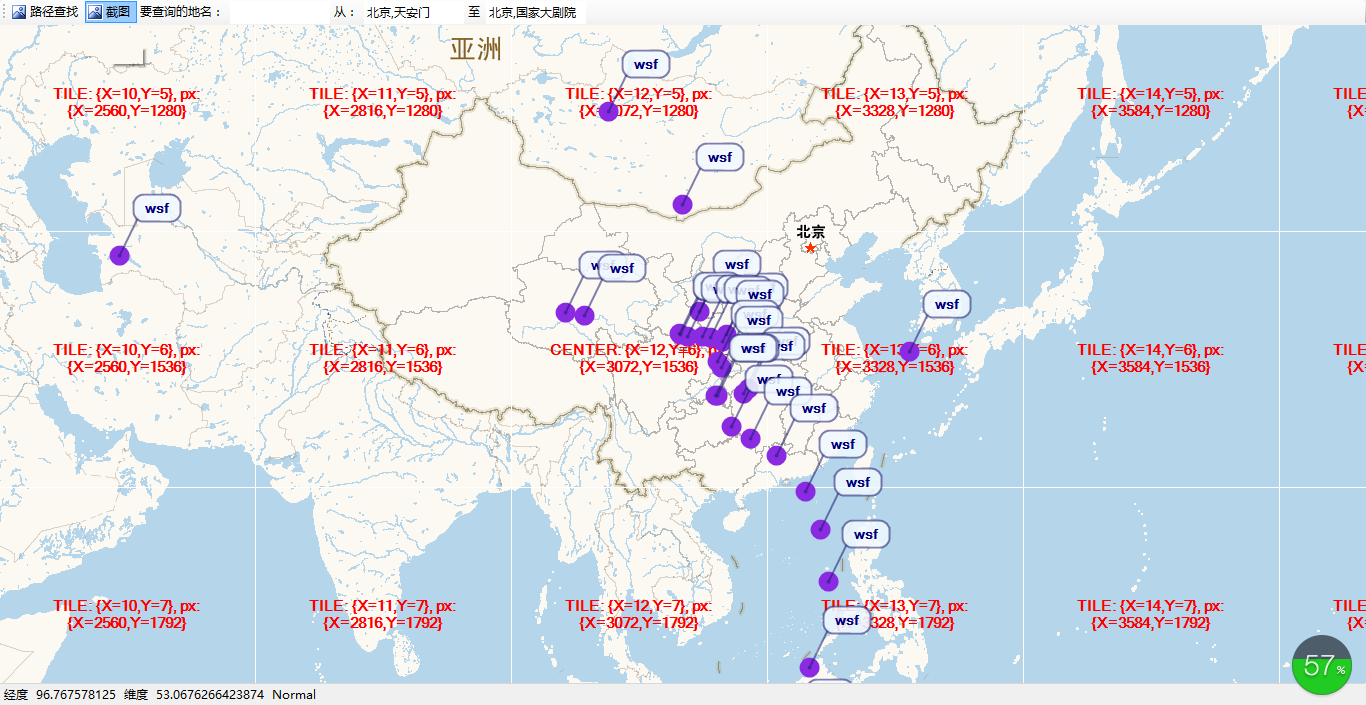 路径查找 截图 要查询的地名： 从： 北京,天安门 至 北京,国家大剧院
亚洲
wsf
TILE: {X=10,Y=5}, px:
{X=2560,Y=1280}
TILE: {X=11,Y=5}, px:
{X=2816,Y=1280}
TILE: {X=12,Y=5}, px:
{X=3072,Y=1280}
TILE: {X=13,Y=5}, px:
{X=3328,Y=1280}
TILE: {X=14,Y=5}, px:
{X=3584,Y=1280}
TILE
{X=
wsf
wsf
北京
wsf
wsf
wsf
wsf
wsf
wsf
TILE: {X=10,Y=6}, px:
{X=2560,Y=1536}
TILE: {X=11,Y=6}, px:
{X=2816,Y=1536}
CENTER: {X=12,Y=6}, p
{X=3072,Y=1536}
wsf
sf
TILE: {X=13,Y=6}, px:
{X=3328,Y=1536}
TILE: {X=14,Y=6}, px:
{X=3584,Y=1536}
TILE
{X=
wsf
wsf
wsf
wsf
wsf
wsf
TILE: {X=10,Y=7}, px:
{X=2560,Y=1792}
TILE: {X=11,Y=7}, px:
{X=2816,Y=1792}
TILE: {X=12,Y=7}, px:
{X=3072,Y=1792}
TILE: {X=13,Y=7}, px:
328,Y=1792}
wsf
TILE: {X=14,Y=7}, px:
{X=3584,Y=1792}
TILE
{X=
57%
经度 96.767578125 维度 53.0676266423874 Normal